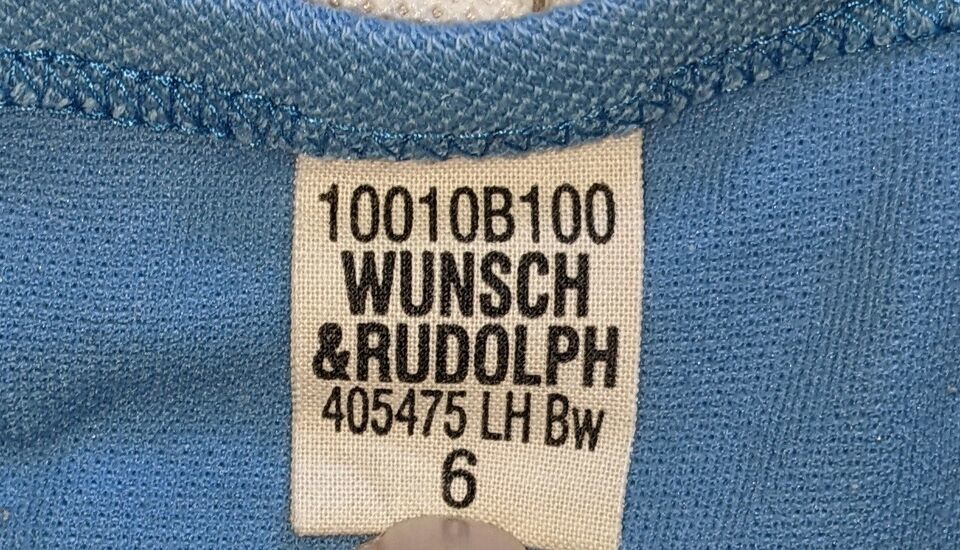 10010B100
WUNSCH
&RUDOLPH
405475 LH Bw
6